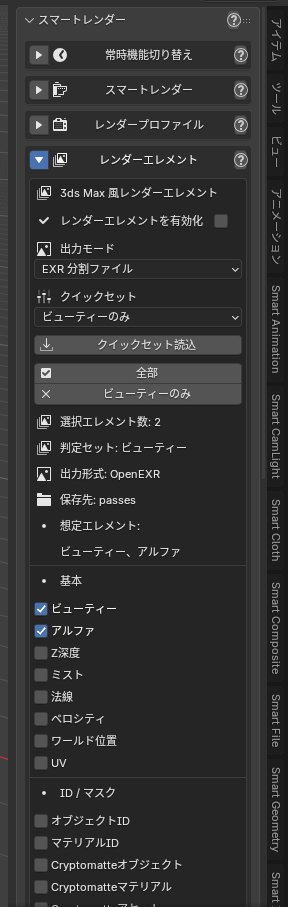 スマートレンダー
常時機能切り替え
スマートレンダー
レンダープロファイル
レンダーエレメント
3ds Max 風レンダーエレメント
レンダーエレメントを有効化
出力モード
EXR 分割ファイル
クイックセット
ビューティーのみ
クイックセット読込
全部
ビューティーのみ
選択エレメント数: 2
判定セット: ビューティー
出力形式: OpenEXR
保存先: passes
• 想定エレメント:
ビューティー、アルファ
• 基本
ビューティー
アルファ
Z深度
ミスト
法線
ベロシティ
ワールド位置
UV
• ID / マスク
オブジェクトID
マテリアルID
Cryptomatteオブジェクト
Cryptomatteマテリアル
アイテム
ツール
ビュー
アニメーション
Smart Animation
Smart CamLight
Smart Cloth
Smart Composite
Smart File
Smart Geometry